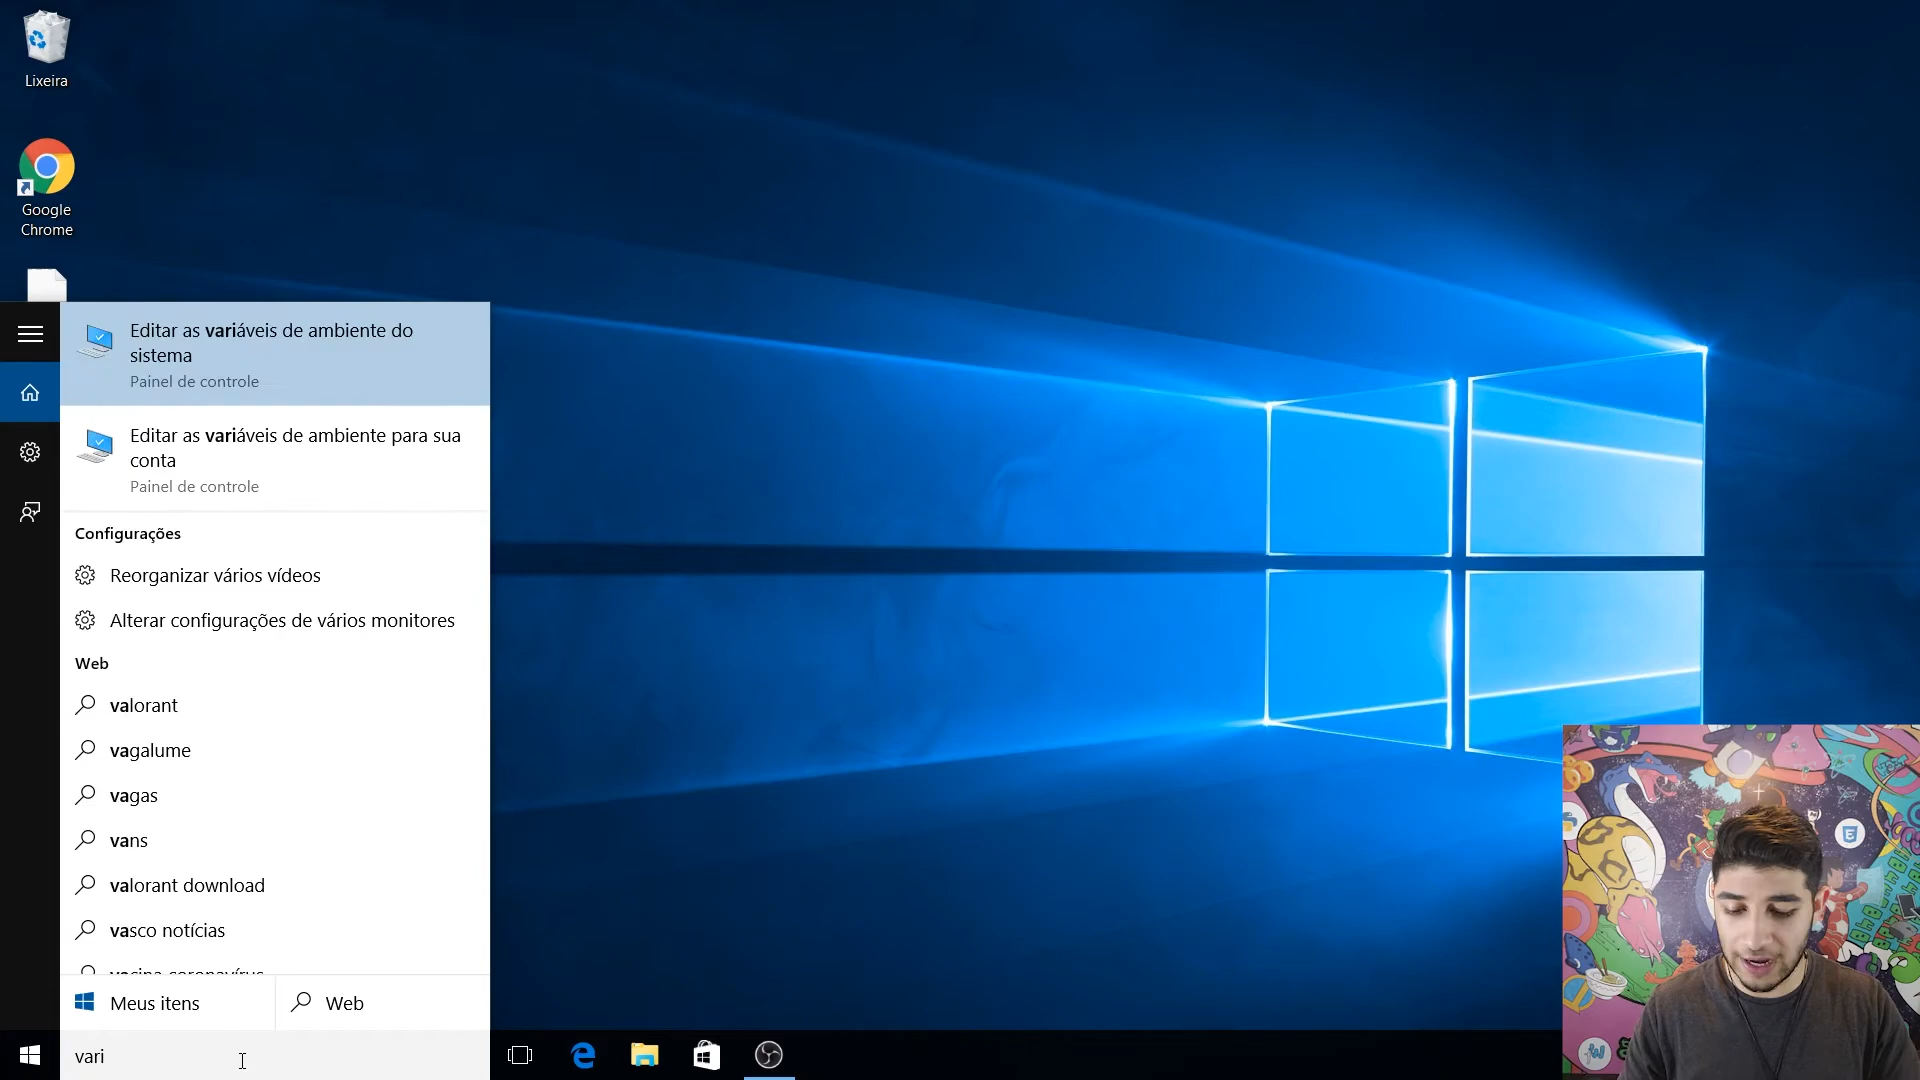 Lixeira
Google
Chrome
Editar as variáveis de ambiente do
sistema
Painel de controle
Editar as variáveis de ambiente para sua
conta
Painel de controle
Configurações
Reorganizar vários vídeos
Alterar configurações de vários monitores
Web
valorant
vagalume
vagas
vans
valorant download
vasco notícias
vacina coronavírus
Meus itens
Web
vari